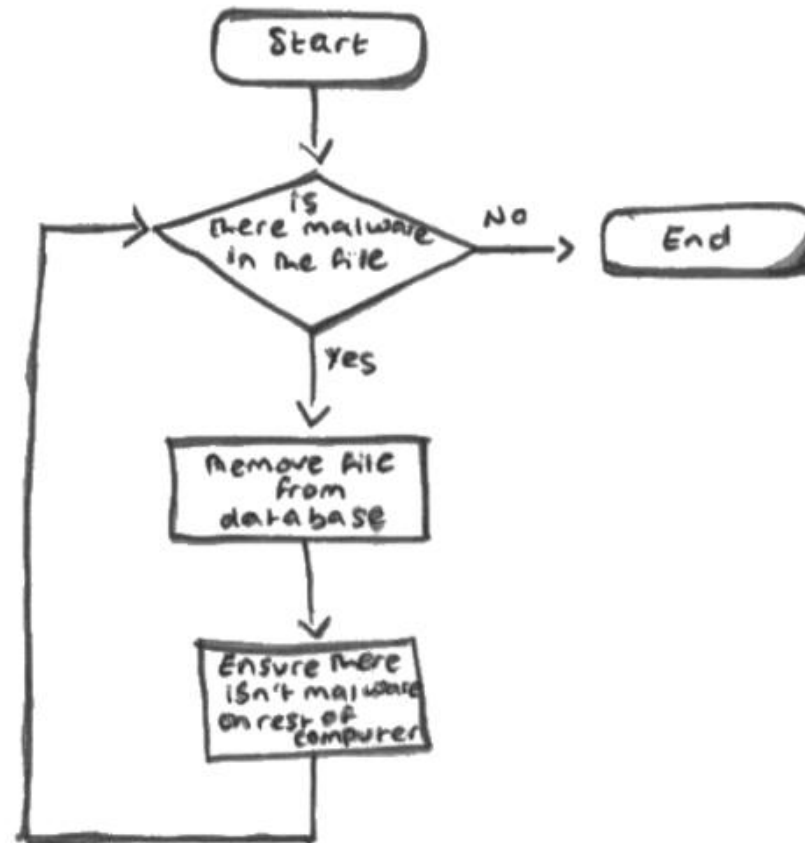 Start
is
there malware
in the file
No
End
Yes
Remove file
from
database
Ensure there
isn't malware
on rest of
computer